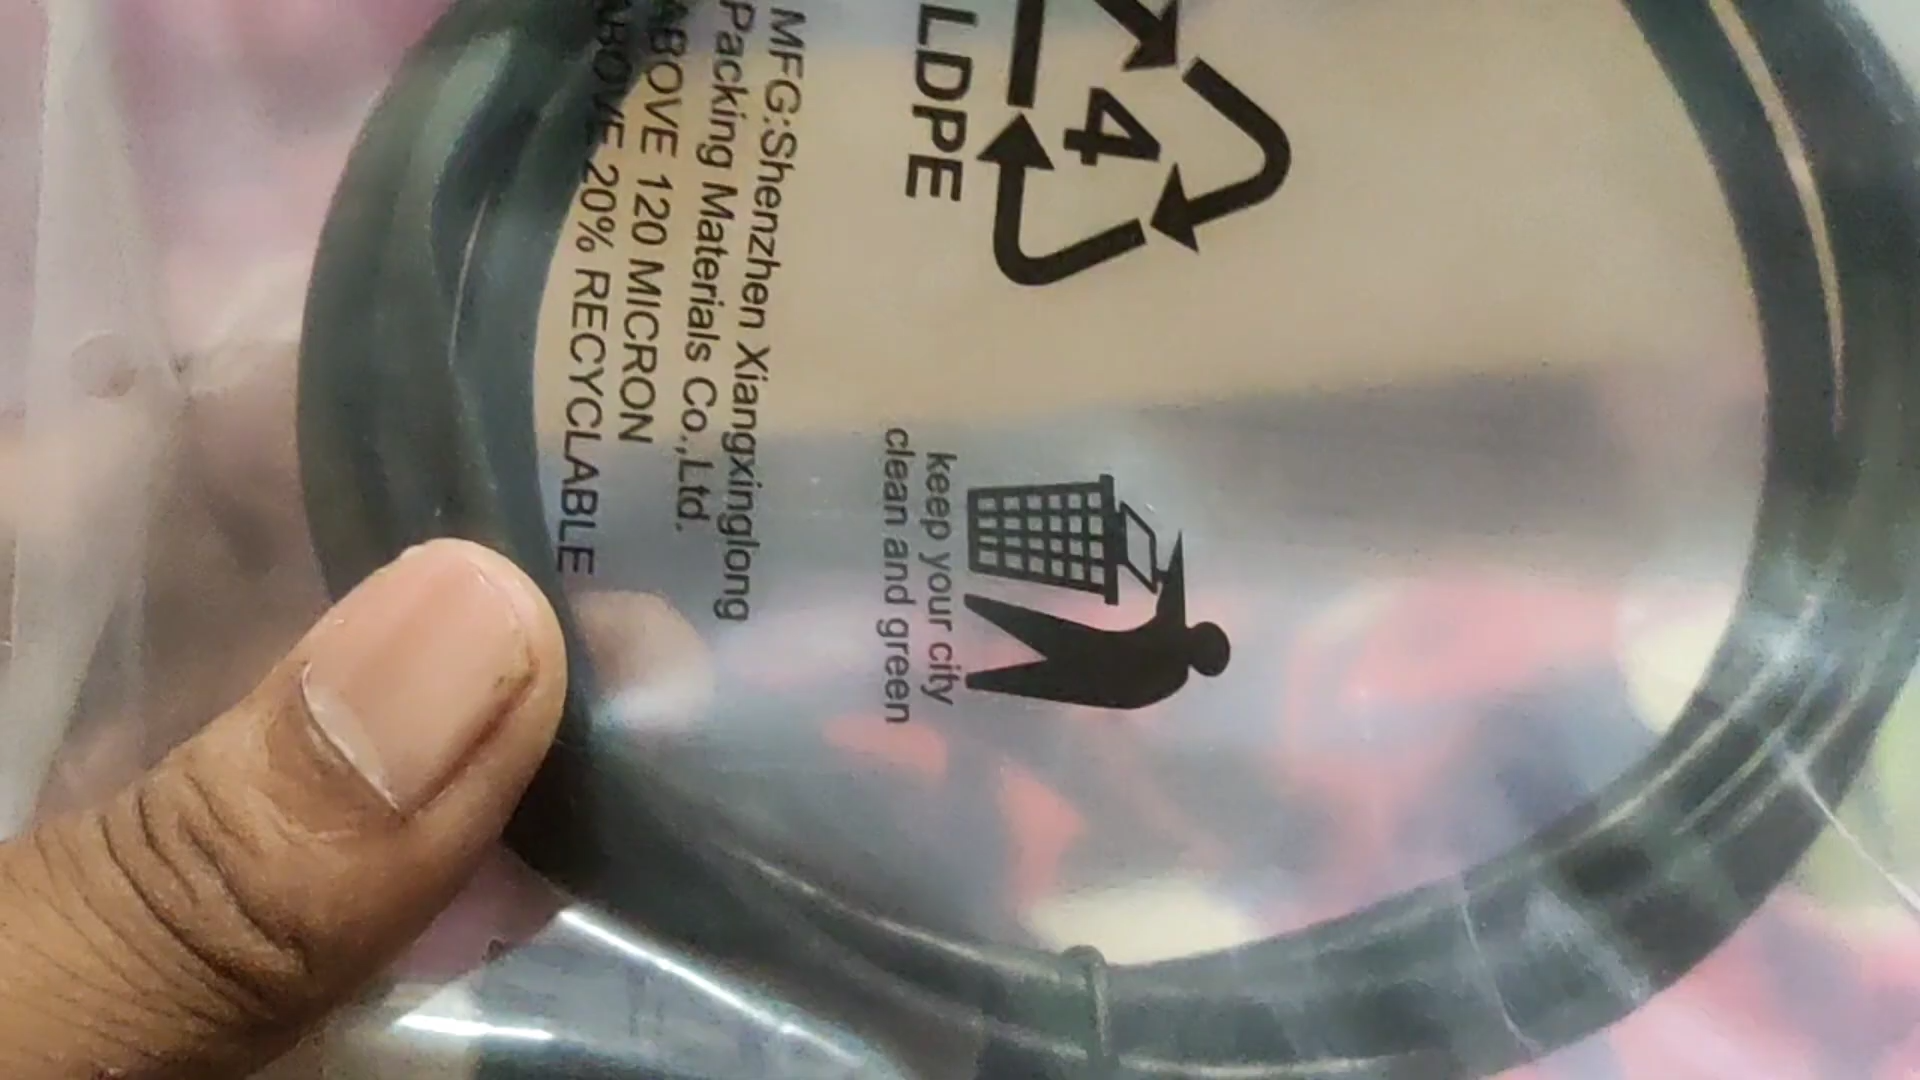 4
LDPE
keep your city
clean and green
MFG:Shenzhen Xiangxinglong
Packing Materials Co.,Ltd.
ABOVE 120 MICRON
ABOVE 20% RECYCLABLE